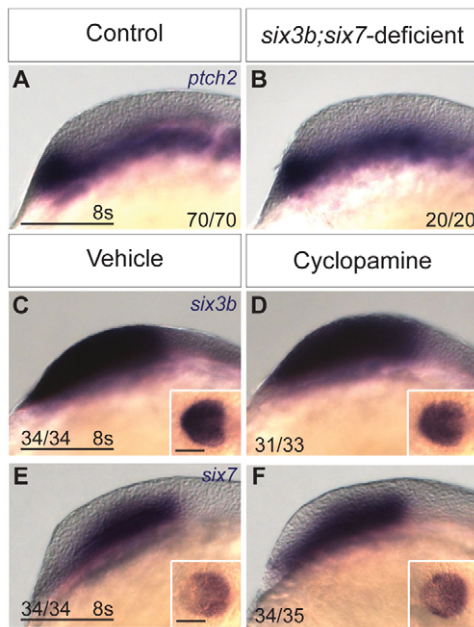 Control
six3b;six7-deficient
A
ptch2
8s
70/70
B
20/20
Vehicle
Cyclopamine
C
six3b
34/34
8s
D
31/33
E
six7
34/34
8s
F
34/35